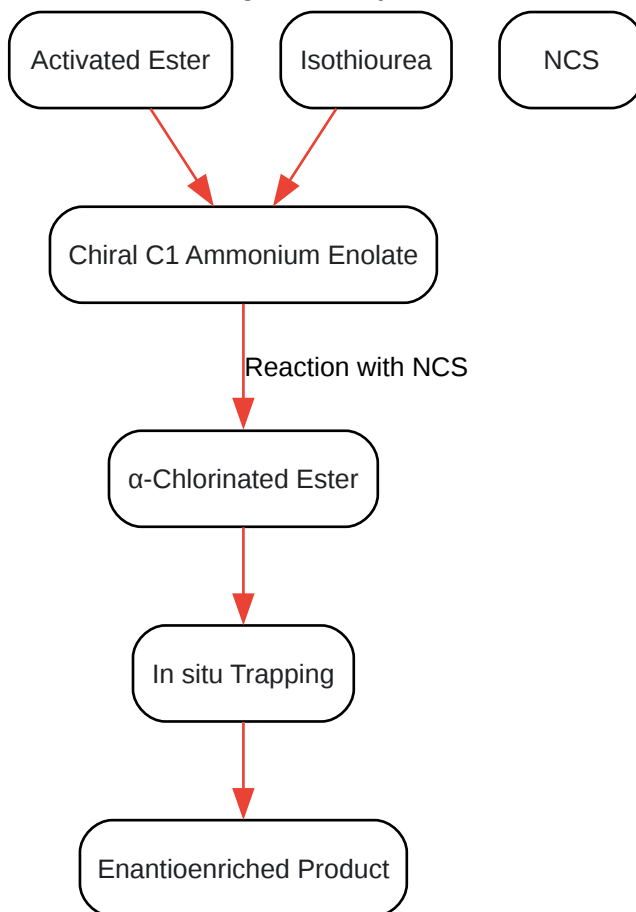 Activated Ester
Isothiourea
NCS
Chiral C1 Ammonium Enolate
Reaction with NCS
α-Chlorinated Ester
In situ Trapping
Enantioenriched Product